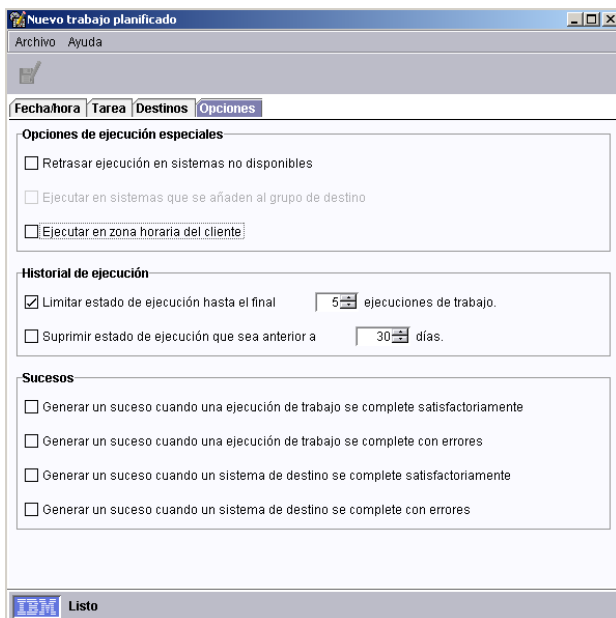 Nuevo trabajo planificado
Archivo Ayuda
Fecha/hora Tarea Destinos Opciones
Opciones de ejecución especiales
Retrasar ejecución en sistemas no disponibles
Ejecutar en sistemas que se añaden al grupo de destino
Ejecutar en zona horaria del cliente
Historial de ejecución
Limitar estado de ejecución hasta el final 5 ejecuciones de trabajo.
Suprimir estado de ejecución que sea anterior a 30 días.
Sucesos
Generar un suceso cuando una ejecución de trabajo se complete satisfactoriamente
Generar un suceso cuando una ejecución de trabajo se complete con errores
Generar un suceso cuando un sistema de destino se complete satisfactoriamente
Generar un suceso cuando un sistema de destino se complete con errores
IBM Listo